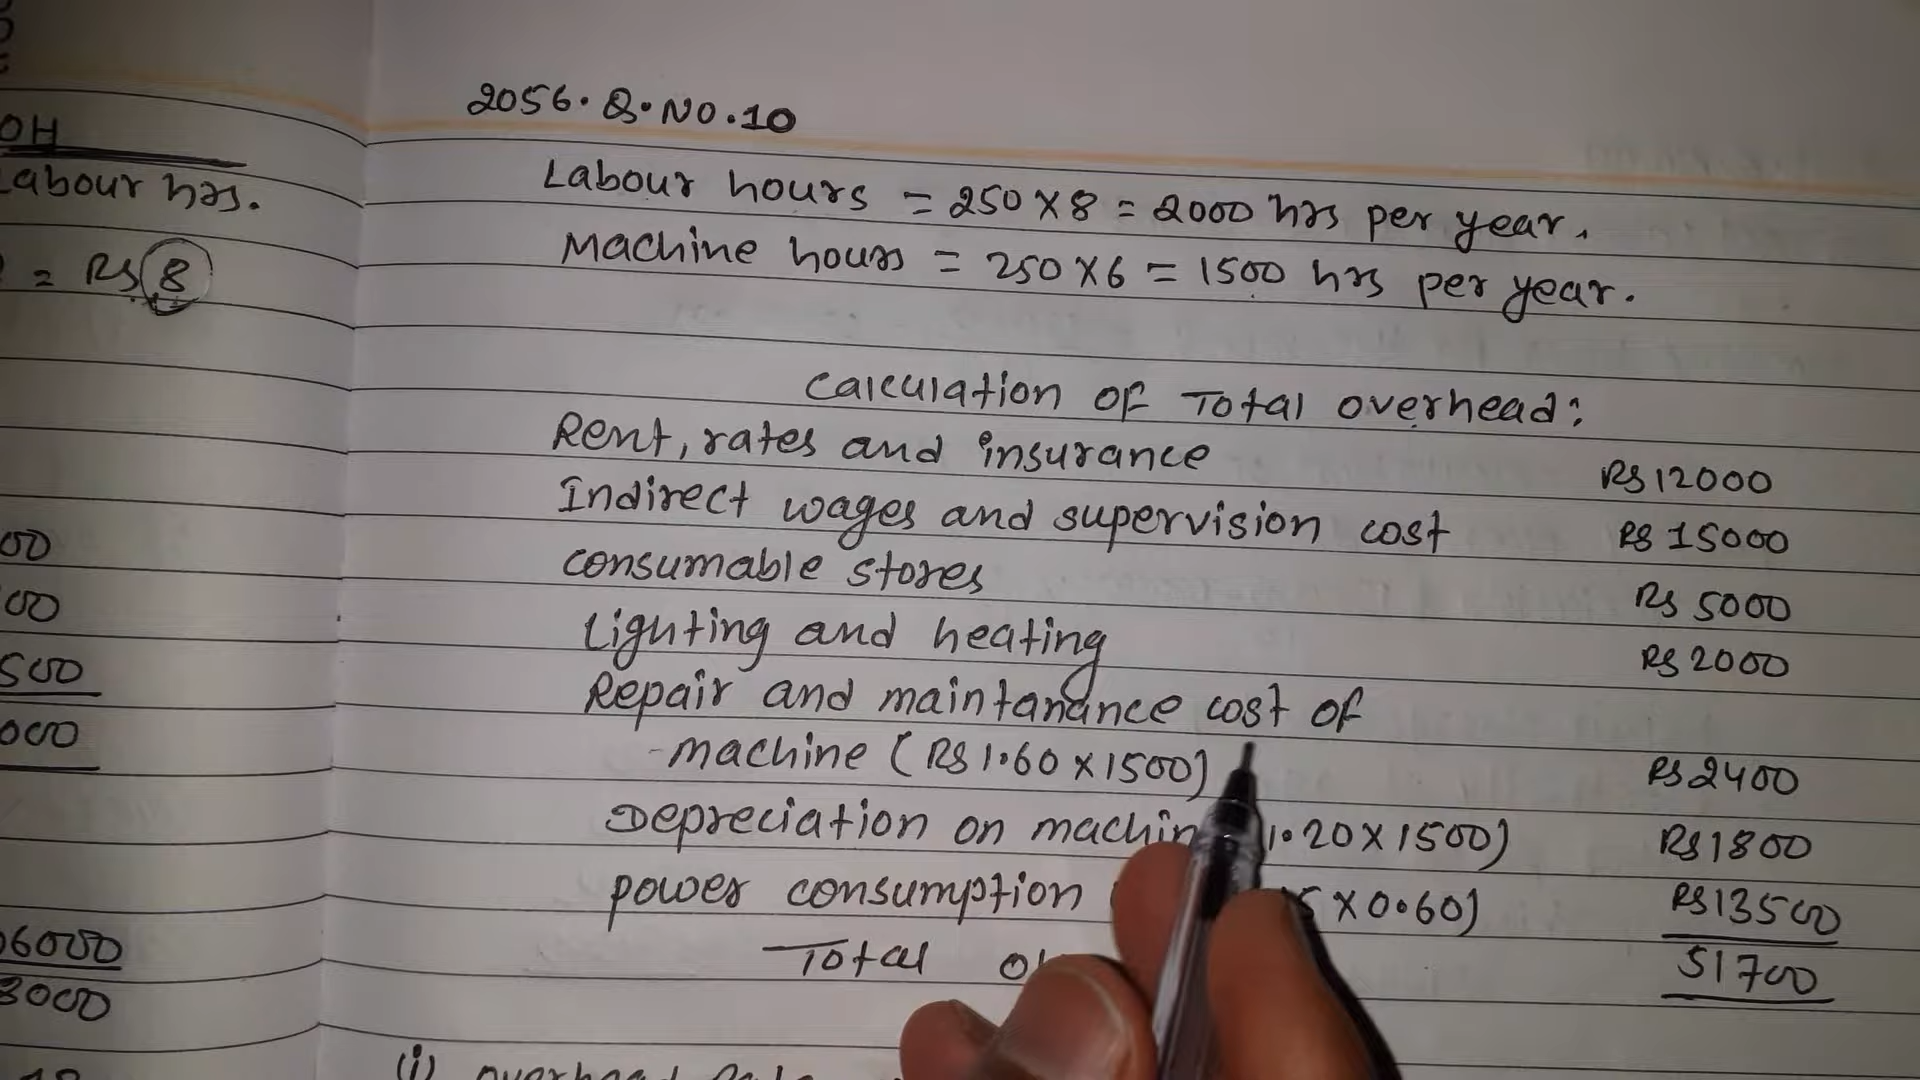 OH
Labour hrs.
= Rs 8
00
00
500
000
6000
3000
2056. Q. NO. 10
Labour hours = 250 X 8 = 2000 hrs per year.
Machine hours = 250 X 6 = 1500 hrs per year.
Calculation of Total overhead:
Rent, rates and insurance Rs 12000
Indirect wages and supervision cost Rs 15000
consumable stores Rs 5000
Lighting and heating Rs 2000
Repair and maintanance cost of
machine (Rs 1.60 x 1500) Rs 2400
Depreciation on machin 1.20 X 1500) Rs 1800
power consumption X 0.60) Rs 13500
Total 51700
(i) overhead Rate